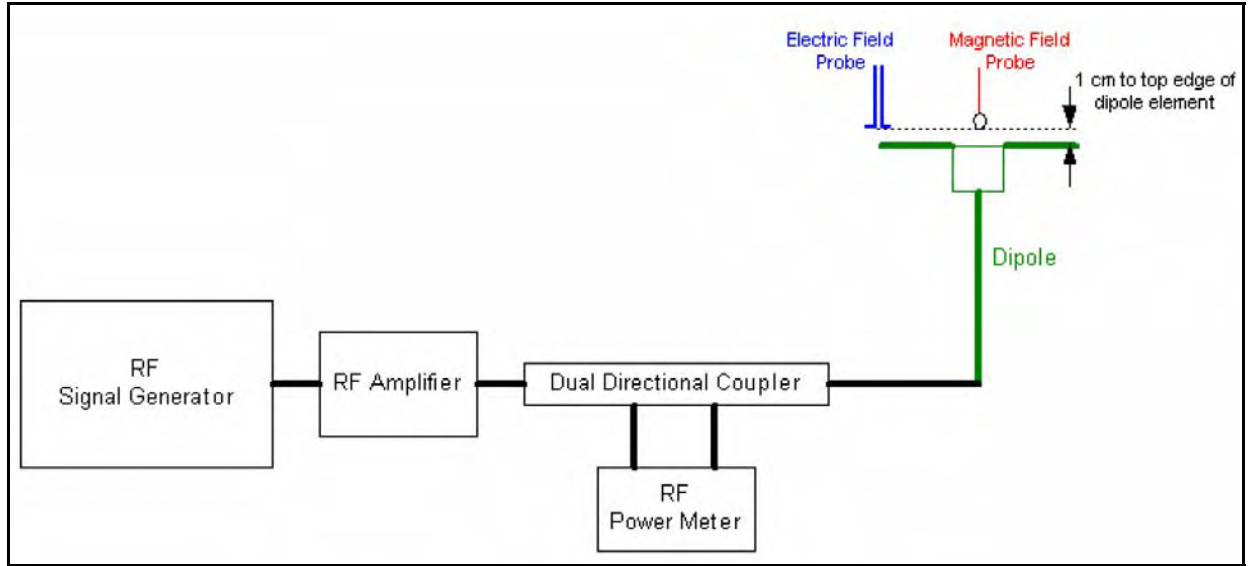 Electric Field
Probe
Magnetic Field
Probe
1 cm to top edge of
dipole element
Dipole
RF
Signal Generator
RF Amplifier
Dual Directional Coupler
RF
Power Meter